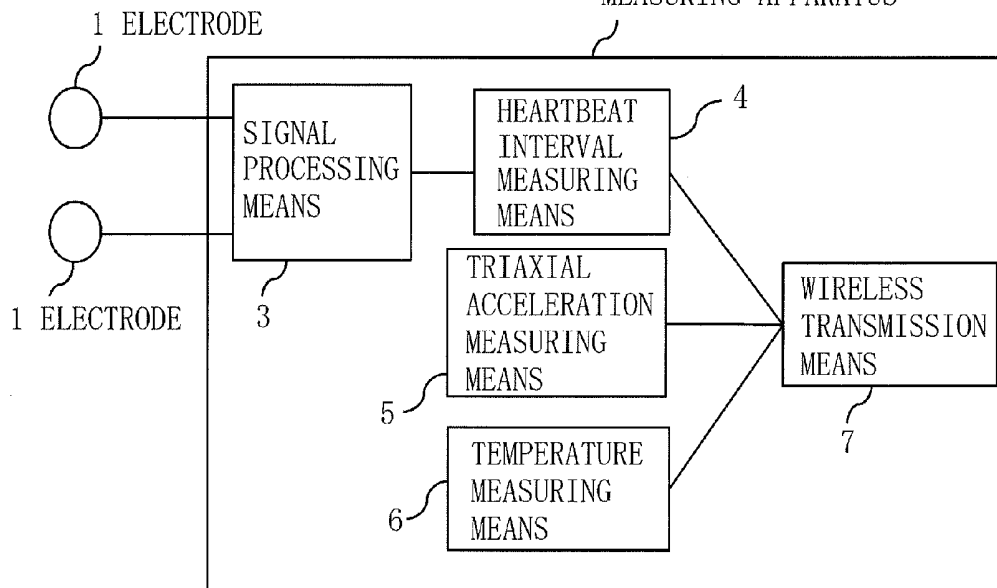 MEASURING APPARATUS
1 ELECTRODE
SIGNAL
PROCESSING
MEANS
3
HEARTBEAT
INTERVAL
MEASURING
MEANS
4
1 ELECTRODE
TRIAXIAL
ACCELERATION
MEASURING
MEANS
5
WIRELESS
TRANSMISSION
MEANS
7
TEMPERATURE
MEASURING
MEANS
6